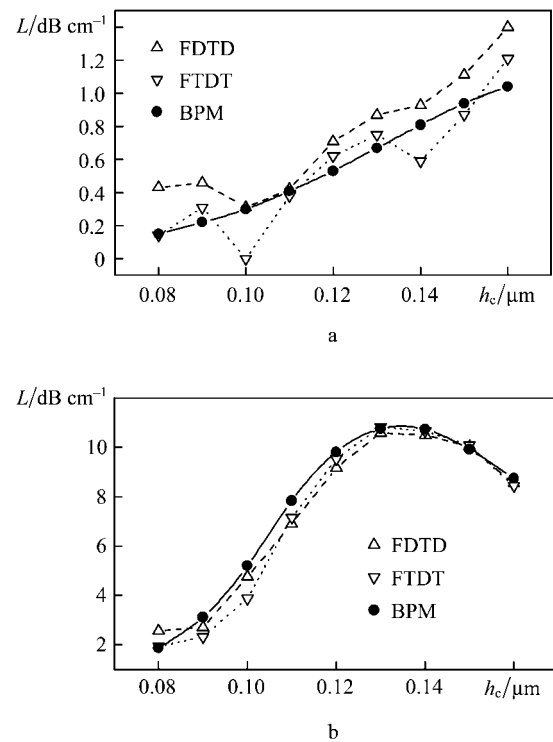 L/dB cm⁻¹
FDTD
FTDT
BPM
1.2
1.0
0.8
0.6
0.4
0.2
0
0.08 0.10 0.12 0.14 h_c/μm
a
L/dB cm⁻¹
10
8
6
4
2
FDTD
FTDT
BPM
0.08 0.10 0.12 0.14 h_c/μm
b